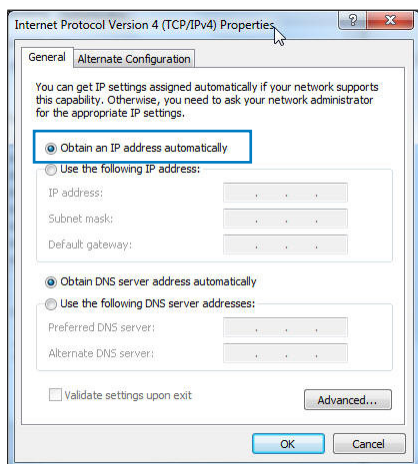 Internet Protocol Version 4 (TCP/IPv4) Properties
General
Alternate Configuration
You can get IP settings assigned automatically if your network supports
this capability. Otherwise, you need to ask your network administrator
for the appropriate IP settings.
Obtain an IP address automatically
Use the following IP address:
IP address:
Subnet mask:
Default gateway:
Obtain DNS server address automatically
Use the following DNS server addresses:
Preferred DNS server:
Alternate DNS server:
Validate settings upon exit
Advanced...
OK
Cancel